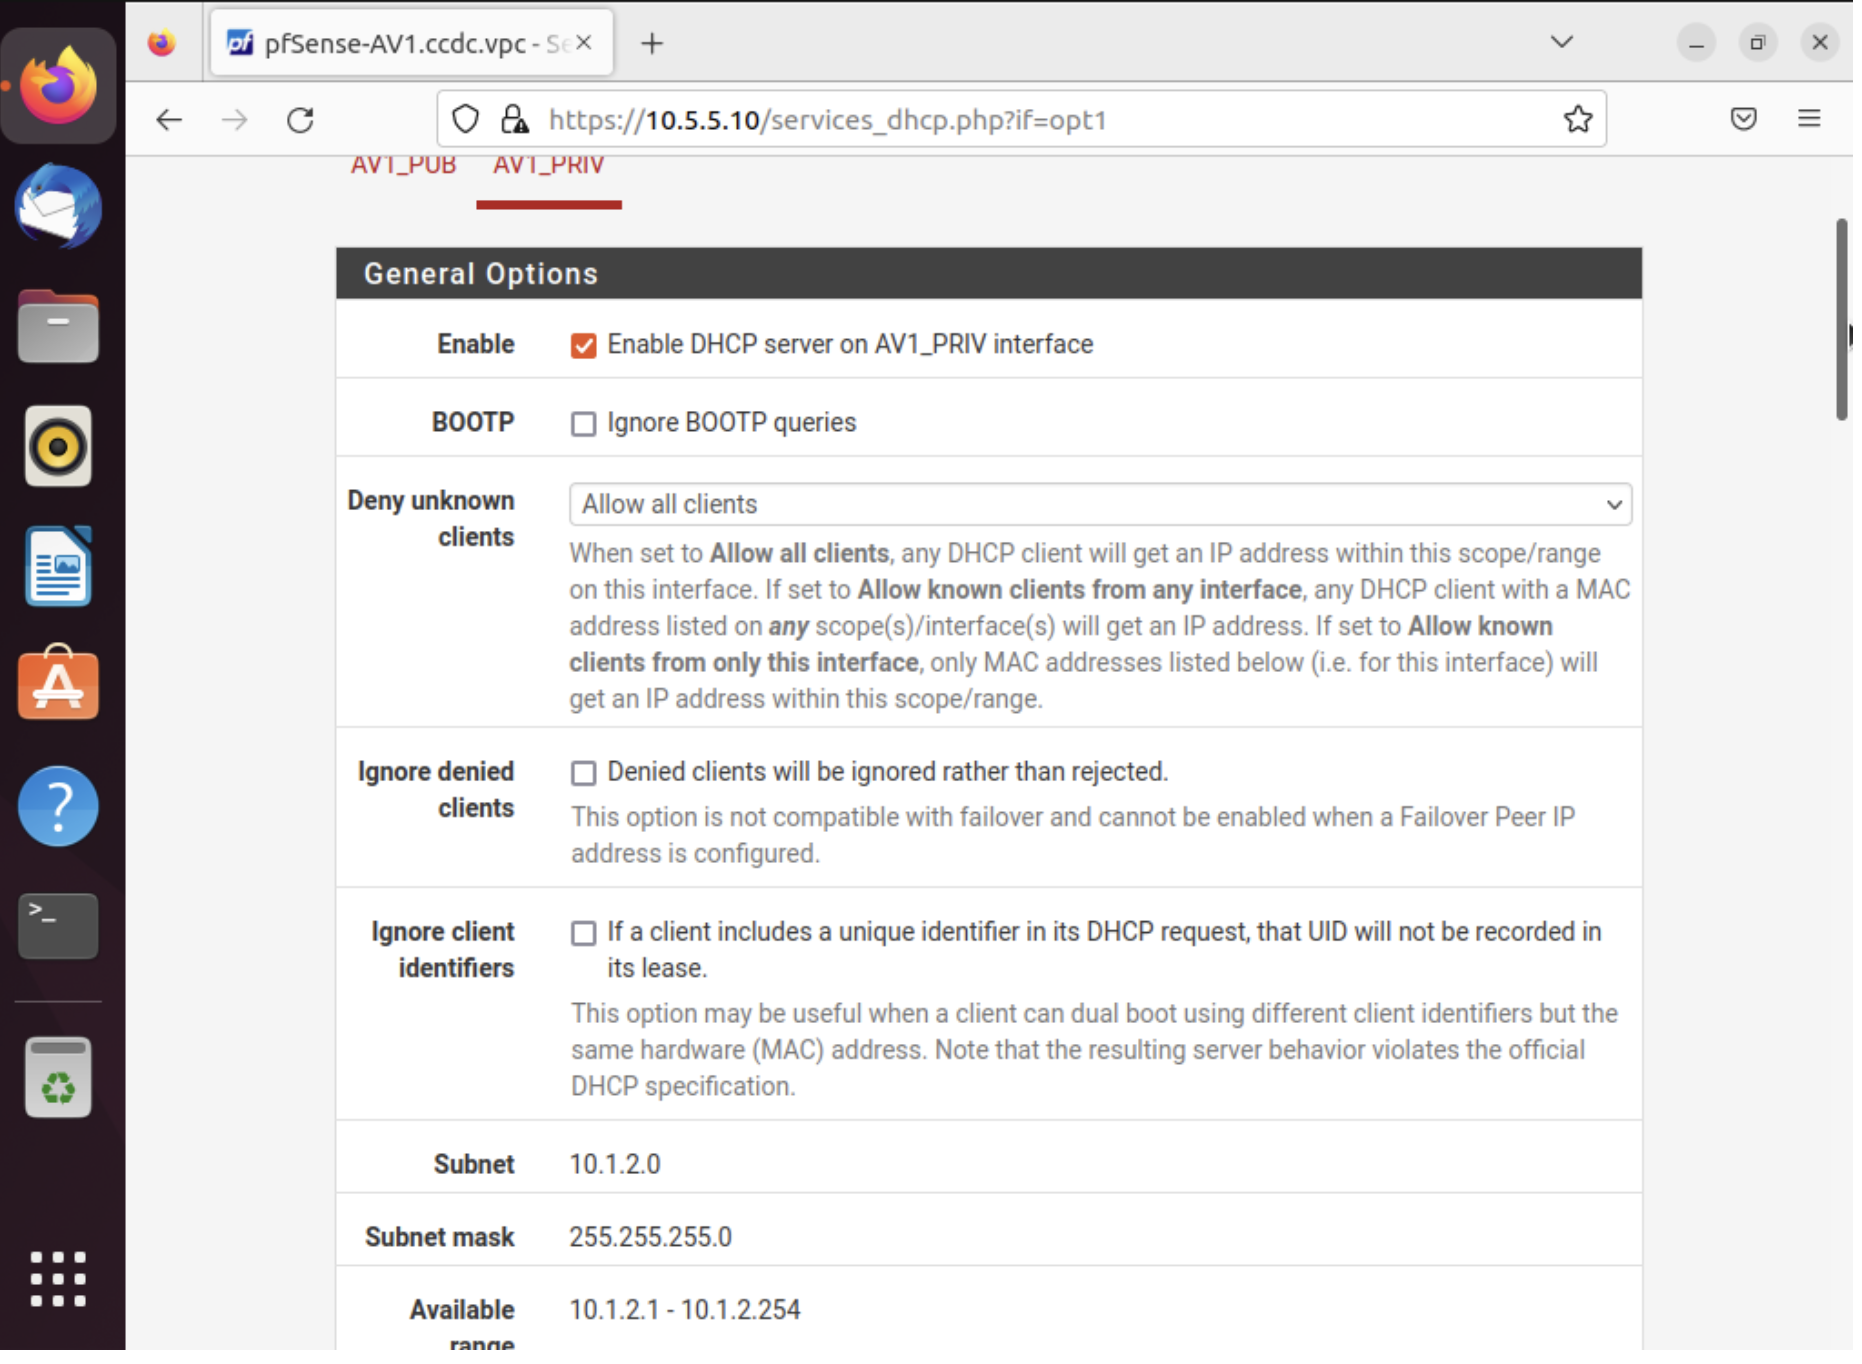 pfSense-AV1.ccdc.vpc - Se
https://10.5.5.10/services_dhcp.php?if=opt1
AV1_PUB AV1_PRIV
General Options
Enable Enable DHCP server on AV1_PRIV interface
BOOTP Ignore BOOTP queries
Deny unknown clients Allow all clients
When set to Allow all clients, any DHCP client will get an IP address within this scope/range
on this interface. If set to Allow known clients from any interface, any DHCP client with a MAC
address listed on any scope(s)/interface(s) will get an IP address. If set to Allow known
clients from only this interface, only MAC addresses listed below (i.e. for this interface) will
get an IP address within this scope/range.
Ignore denied clients Denied clients will be ignored rather than rejected.
This option is not compatible with failover and cannot be enabled when a Failover Peer IP
address is configured.
Ignore client identifiers If a client includes a unique identifier in its DHCP request, that UID will not be recorded in
its lease.
This option may be useful when a client can dual boot using different client identifiers but the
same hardware (MAC) address. Note that the resulting server behavior violates the official
DHCP specification.
Subnet 10.1.2.0
Subnet mask 255.255.255.0
Available range 10.1.2.1 - 10.1.2.254